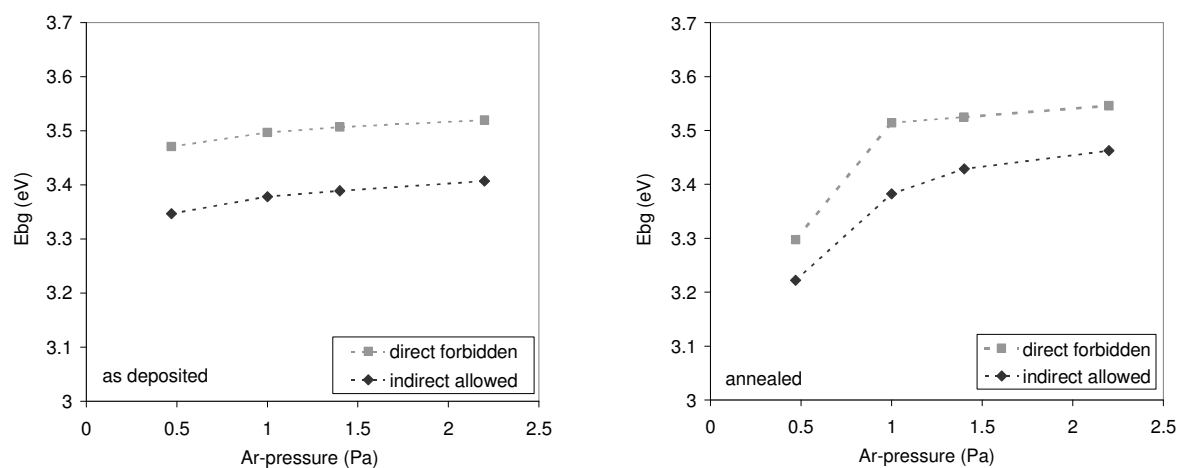 3.7
3.6
3.5
3.4
3.3
3.2
3.1
3
Ebg (eV)
as deposited
direct forbidden
indirect allowed
0
0.5
1
1.5
2
2.5
Ar-pressure (Pa)
3.7
3.6
3.5
3.4
3.3
3.2
3.1
3
Ebg (eV)
annealed
direct forbidden
indirect allowed
0
0.5
1
1.5
2
2.5
Ar-pressure (Pa)